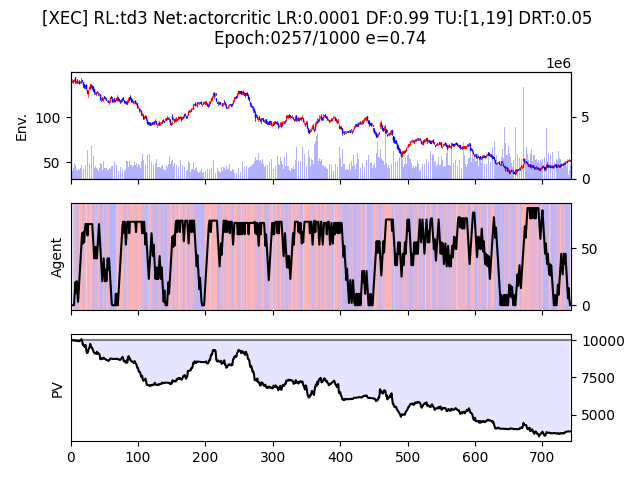 [XEC] RL:td3 Net:actorcritic LR:0.0001 DF:0.99 TU:[1,19] DRT:0.05
Epoch:0257/1000 e=0.74
1e6
Env.
100
50
5
0
Agent
50
0
PV
10000
7500
5000
0 100 200 300 400 500 600 700